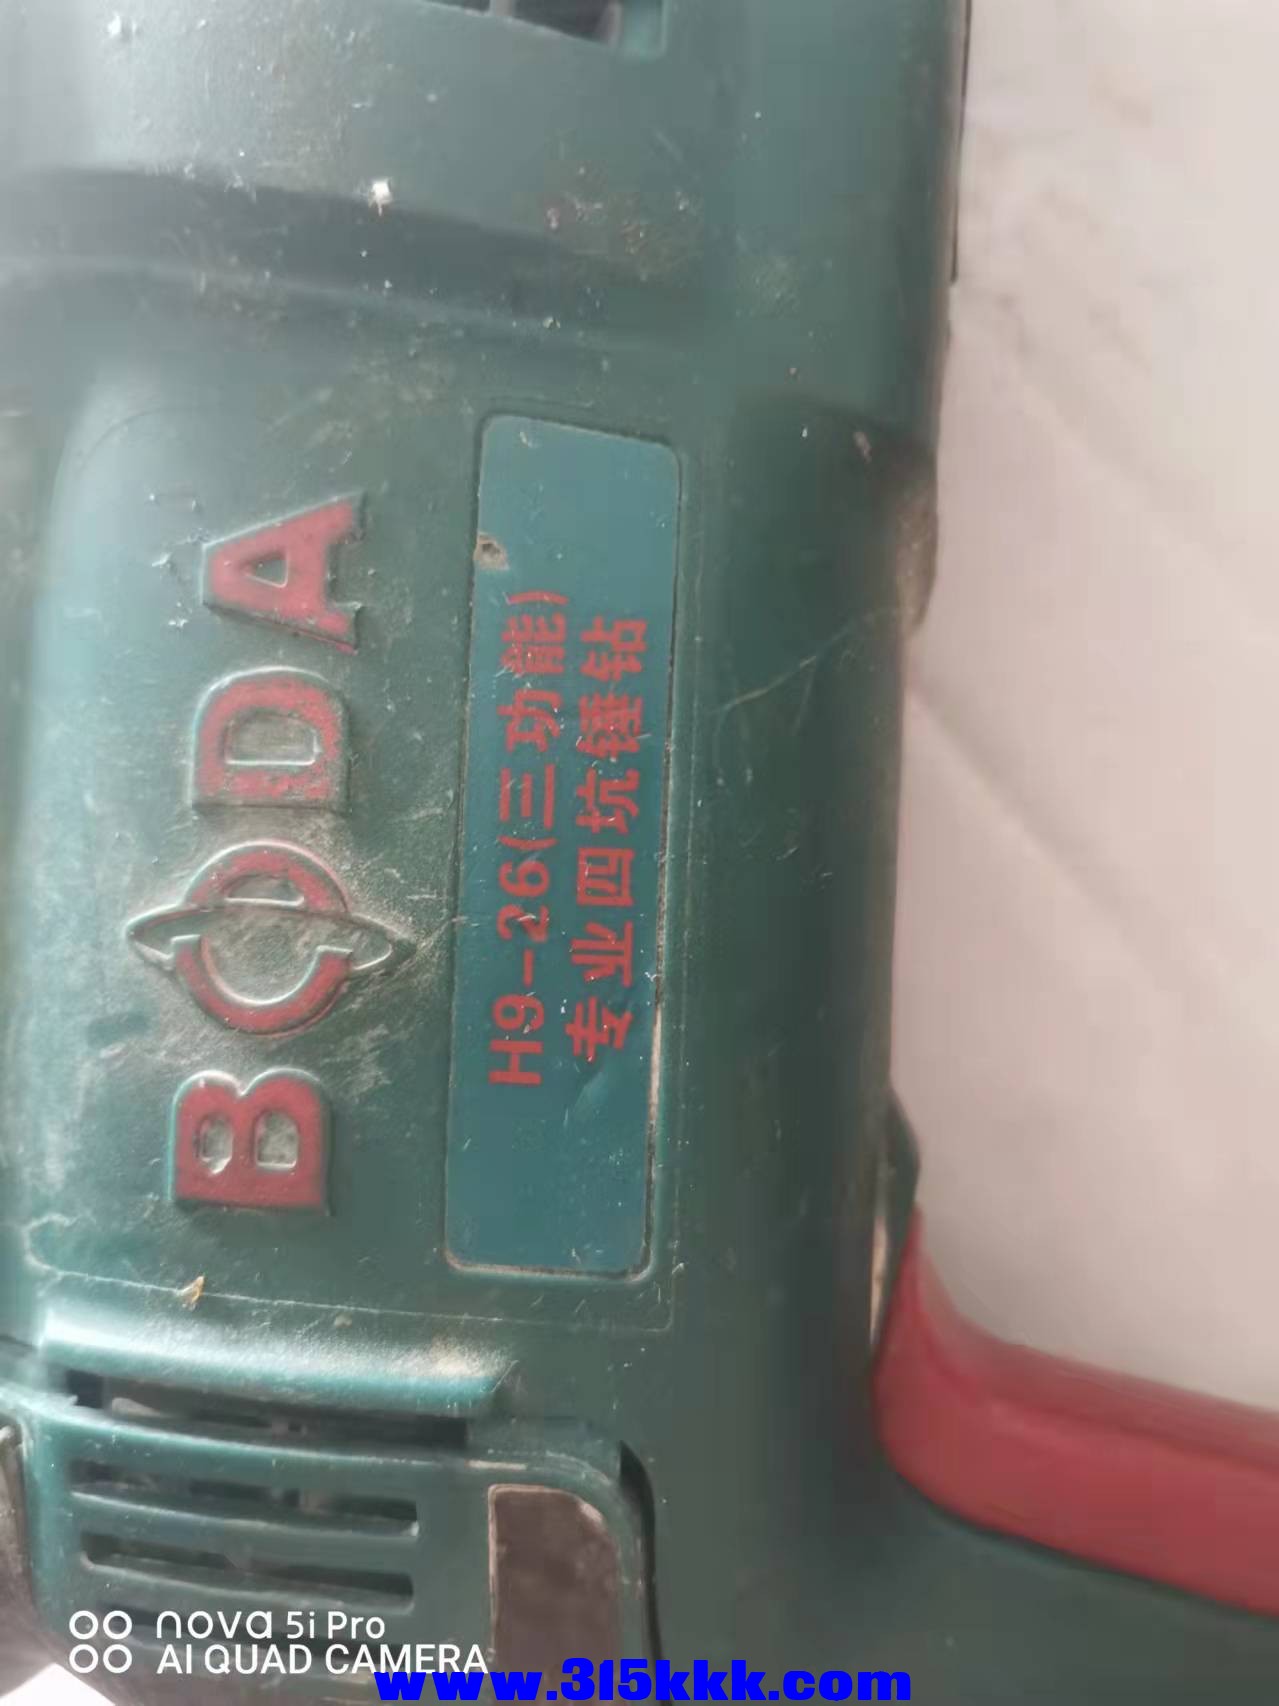 BODA
H9-26(三功能)
专业四坑锤钻
nova 5i Pro
AI QUAD CAMERA
www.315kkk.com